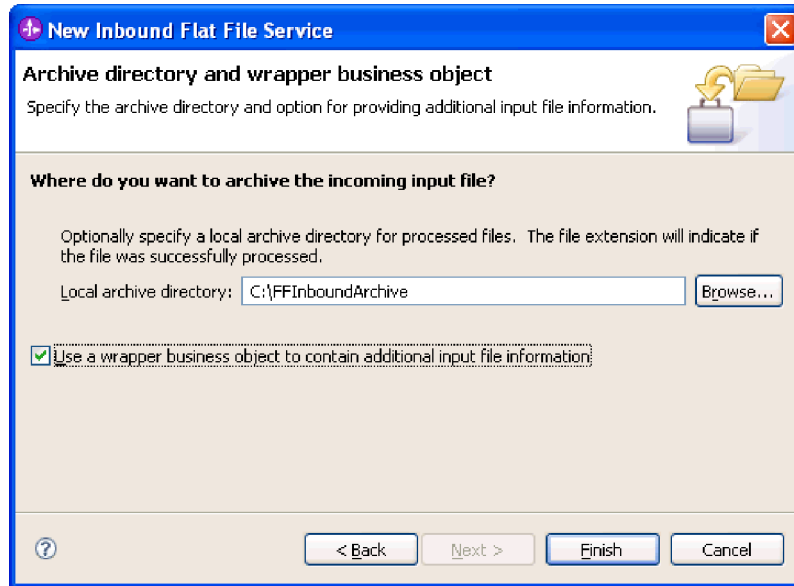 New Inbound Flat File Service
Archive directory and wrapper business object
Specify the archive directory and option for providing additional input file information.
Where do you want to archive the incoming input file?
Optionally specify a local archive directory for processed files.  The file extension will indicate if
the file was successfully processed.
Local archive directory: C:\FFInboundArchive Browse...
Use a wrapper business object to contain additional input file information
? < Back Next > Finish Cancel